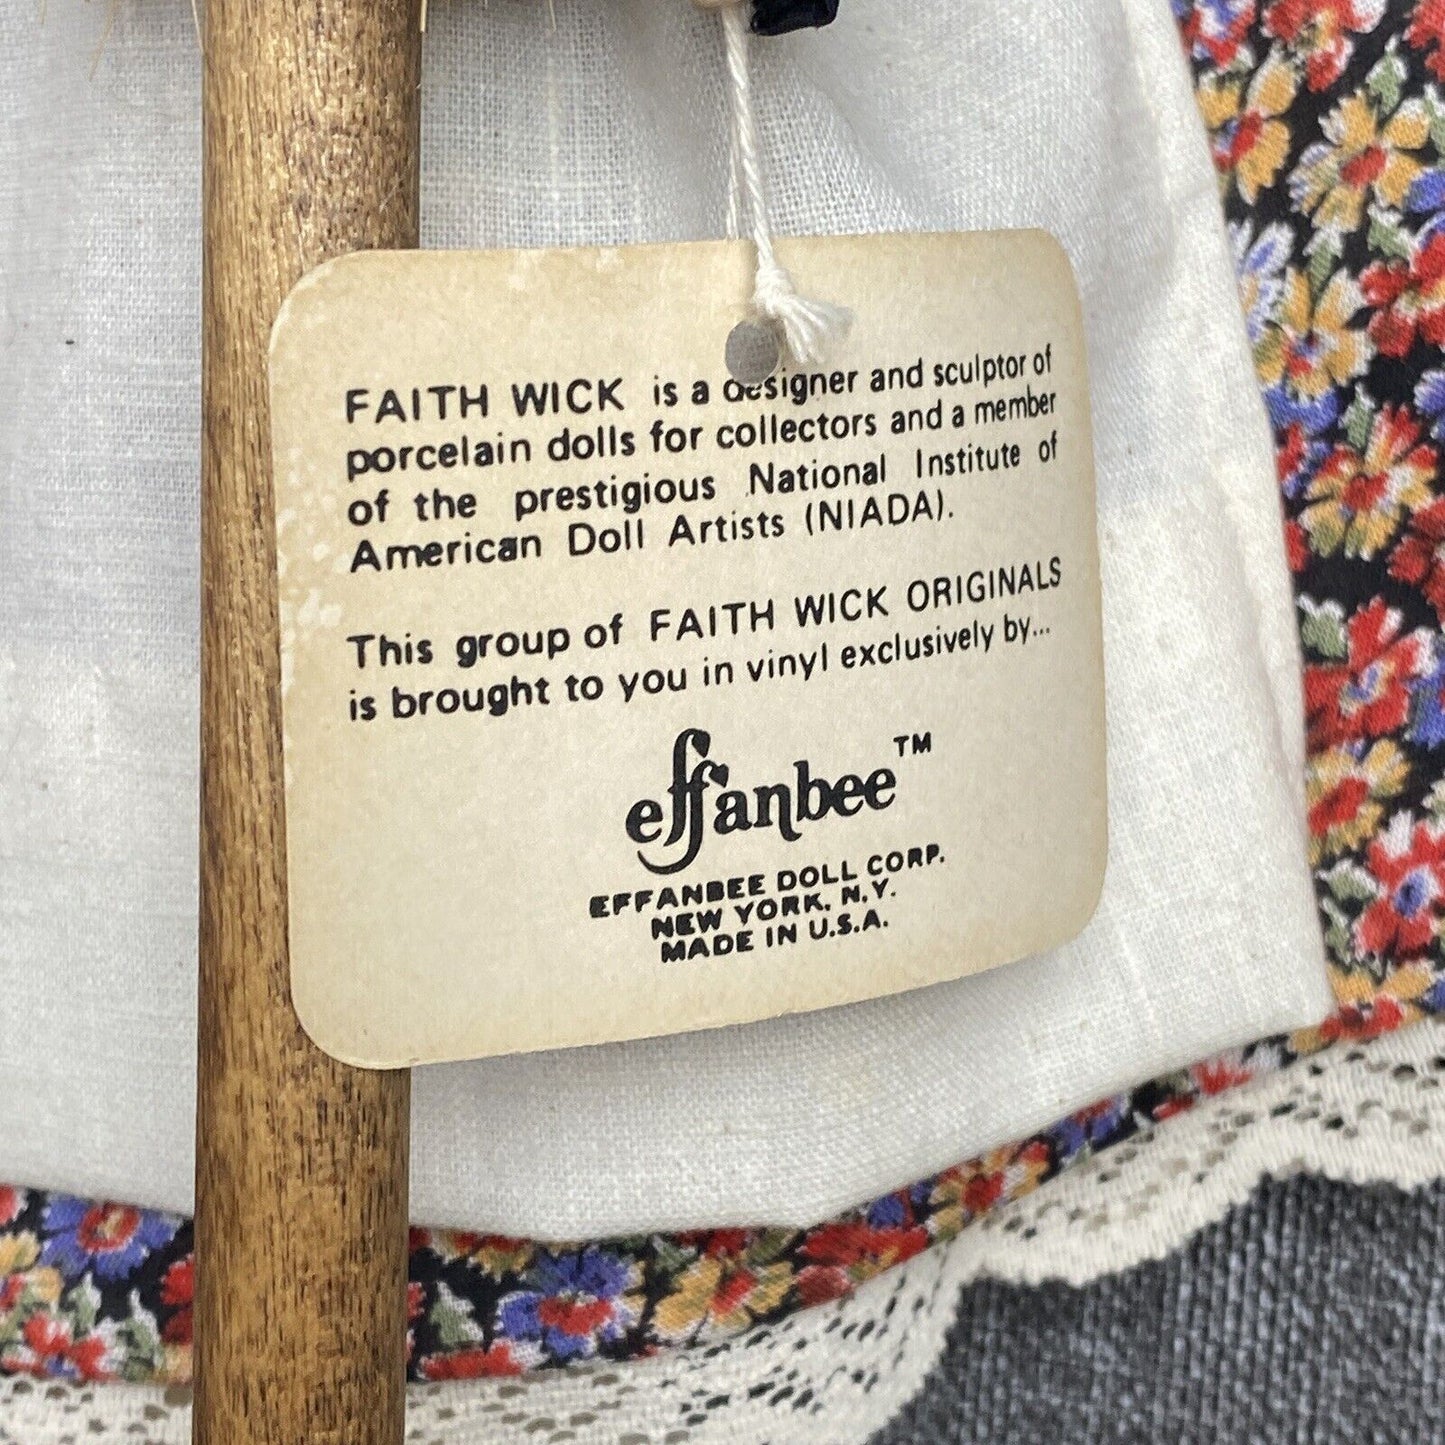 FAITH WICK is a designer and sculptor of
porcelain dolls for collectors and a member
of the prestigious National Institute of
American Doll Artists (NIADA).
This group of FAITH WICK ORIGINALS
is brought to you in vinyl exclusively by...
effanbee™
EFFANBEE DOLL CORP.
NEW YORK, N.Y.
MADE IN U.S.A.